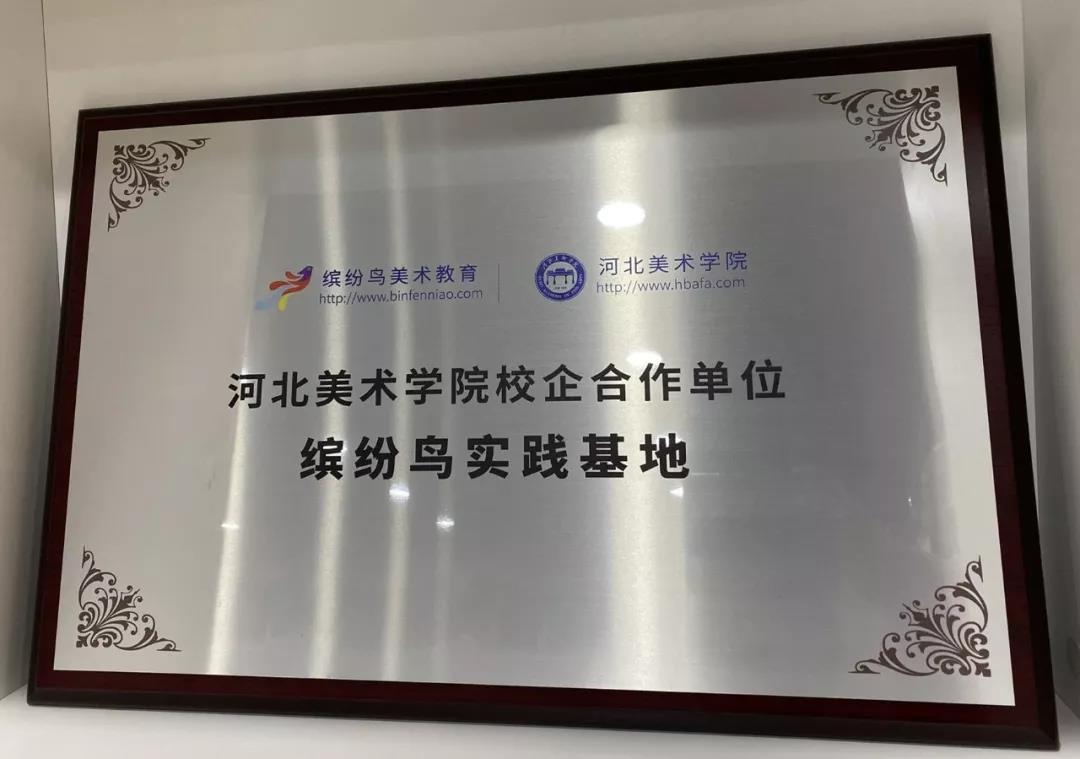 缤纷鸟美术教育
http://www.binfenniao.com
河北美术学院
http://www.hbafa.com
河北美术学院校企合作单位
缤纷鸟实践基地